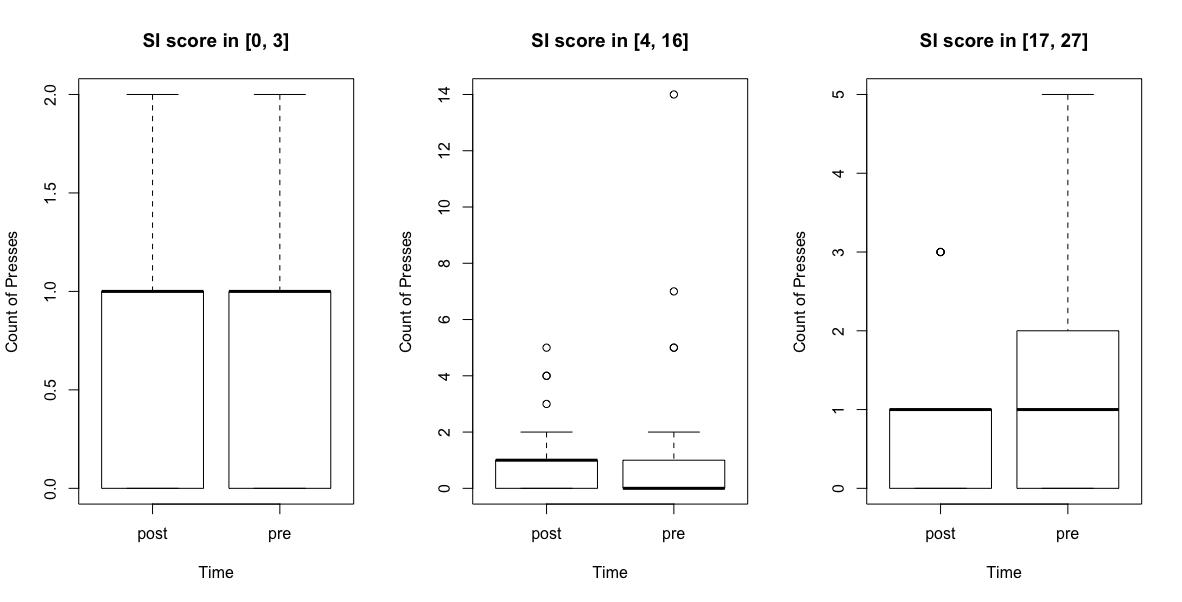 SI score in [0, 3]
Count of Presses
2.0
1.5
1.0
0.5
0.0
post pre
Time
SI score in [4, 16]
Count of Presses
14
12
10
8
6
4
2
0
post pre
Time
SI score in [17, 27]
Count of Presses
5
4
3
2
1
0
post pre
Time